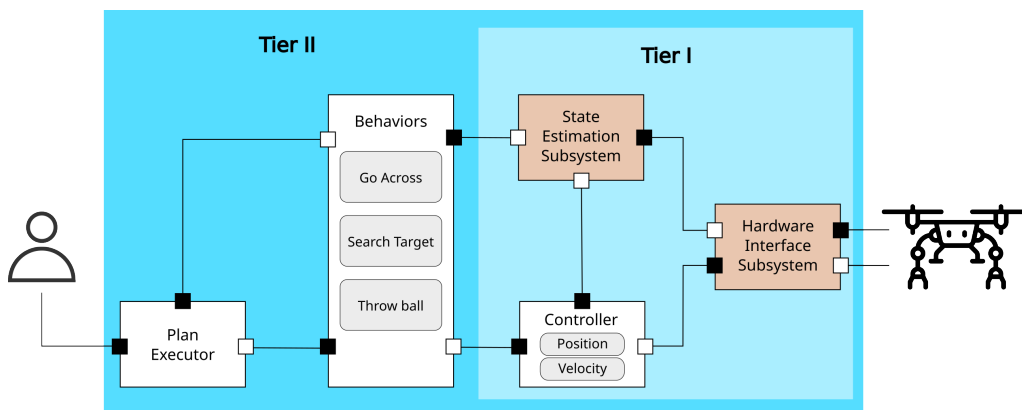 Tier II
Tier I
Behaviors
Go Across
Search Target
Throw ball
State
Estimation
Subsystem
Hardware
Interface
Subsystem
Plan
Executor
Controller
Position
Velocity